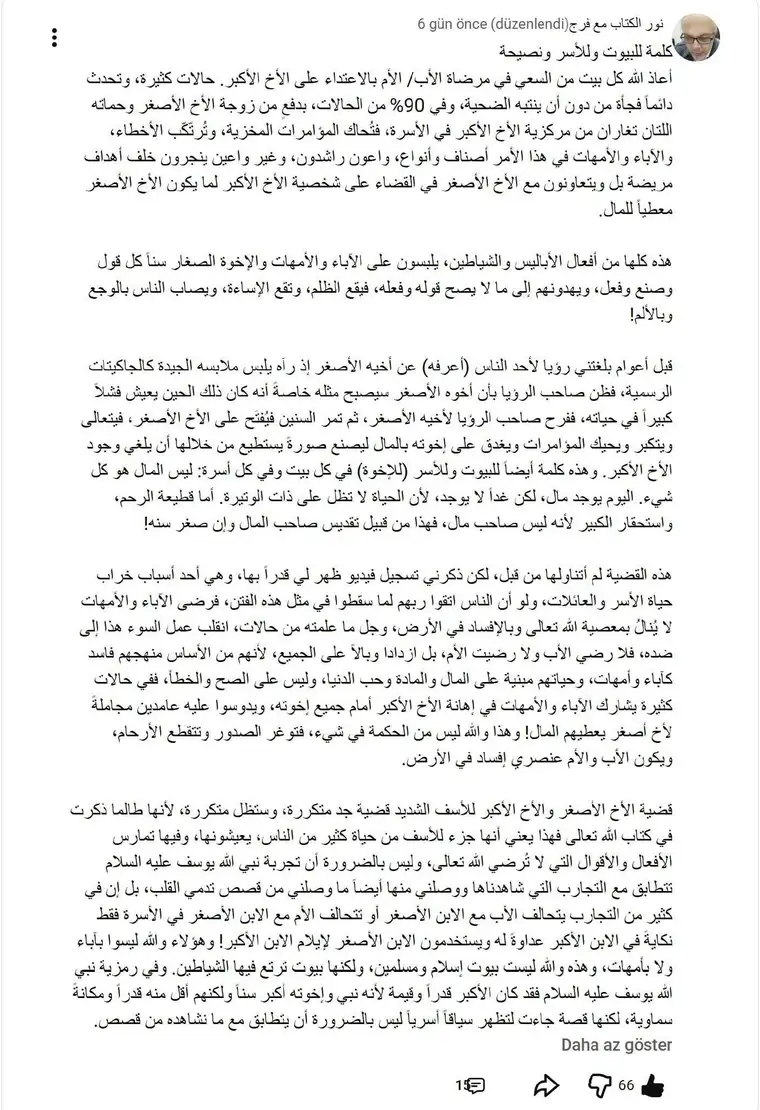 نور الكتاب مع فرج 6 gün önce (düzenlendi)
كلمة للبيوت وللأسر ونصيحة
أعاذ الله كل بيت من السعي في مرضاة الأب/ الأم بالاعتداء على الأخ الأكبر. حالات كثيرة، وتحدث
دائماً فجأة من دون أن ينتبه الضحية، وفي 90% من الحالات، بدفعٍ من زوجة الأخ الأصغر وحماته
اللتان تغاران من مركزية الأخ الأكبر في الأسرة، فتُحاك المؤامرات المخزية، وتُرتكَب الأخطاء،
والآباء والأمهات في هذا الأمر أصناف وأنواع، واعون راشدون، وغير واعين ينجرون خلف أهداف
مريضة بل ويتعاونون مع الأخ الأصغر في القضاء على شخصية الأخ الأكبر لما يكون الأخ الأصغر
معطياً للمال.
هذه كلها من أفعال الأباليس والشياطين، يلبسون على الآباء والأمهات والإخوة الصغار سناً كل قول
وصنع وفعل، ويهدونهم إلى ما لا يصح قوله وفعله، فيقع الظلم، وتقع الإساءة، ويصاب الناس بالوجع
وبالألم!
قبل أعوام بلغتني رؤيا لأحد الناس (أعرفه) عن أخيه الأصغر إذ رآه يلبس ملابسه الجيدة كالجاكيتات
الرسمية، فظن صاحب الرؤيا بأن أخوه الأصغر سيصبح مثله خاصةً أنه كان ذلك الحين يعيش فشلاً
كبيراً في حياته، ففرح صاحب الرؤيا لأخيه الأصغر، ثم تمر السنين فيُفتَح على الأخ الأصغر، فيتعالى
ويتكبر ويحيك المؤامرات ويغدق على إخوته بالمال ليصنع صورةً يستطيع من خلالها أن يلغي وجود
الأخ الأكبر. وهذه كلمة أيضاً للبيوت وللأسر (للإخوة) في كل بيت وفي كل أسرة: ليس المال هو كل
شيء. اليوم يوجد مال، لكن غداً لا يوجد، لأن الحياة لا تظل على ذات الوتيرة. أما قطيعة الرحم،
واستحقار الكبير لأنه ليس صاحب مال، فهذا من قبيل تقديس صاحب المال وإن صغر سنه!
هذه القضية لم أتناولها من قبل، لكن ذكرني تسجيل فيديو ظهر لي قدراً بها، وهي أحد أسباب خراب
حياة الأسر والعائلات، ولو أن الناس اتقوا ربهم لما سقطوا في مثل هذه الفتن، فرضى الآباء والأمهات
لا يُنالُ بمعصية الله تعالى وبالإفساد في الأرض، وجل ما علمته من حالات، انقلب عمل السوء هذا إلى
ضده، فلا رضي الأب ولا رضيت الأم، بل ازدادا وبالاً على الجميع، لأنهم من الأساس منهجهم فاسد
كآباء وأمهات، وحياتهم مبنية على المال والمادة وحب الدنيا، وليس على الصح والخطأ، ففي حالات
كثيرة يشارك الآباء والأمهات في إهانة الأخ الأكبر أمام جميع إخوته، ويدوسوا عليه عامدين مجاملةً
لأخ أصغر يعطيهم المال! وهذا والله ليس من الحكمة في شيء، فتوغر الصدور وتتقطع الأرحام،
ويكون الأب والأم عنصري إفساد في الأرض.
قضية الأخ الأصغر والأخ الأكبر للأسف الشديد قضية جد متكررة، وستظل متكررة، لأنها طالما ذكرت
في كتاب الله تعالى فهذا يعني أنها جزء للأسف من حياة كثير من الناس، يعيشونها، وفيها تمارس
الأفعال والأقوال التي لا تُرضي الله تعالى، وليس بالضرورة أن تجربة نبي الله يوسف عليه السلام
تتطابق مع التجارب التي شاهدناها ووصلني منها أيضاً ما وصلني من قصص تدمي القلب، بل إن في
كثير من التجارب يتحالف الأب مع الابن الأصغر أو تتحالف الأم مع الابن الأصغر في الأسرة فقط
نكايةً في الابن الأكبر عداوةً له ويستخدمون الابن الأصغر لإيلام الابن الأكبر! وهؤلاء والله ليسوا بآباء
ولا بأمهات، وهذه والله ليست بيوت إسلام ومسلمين، ولكنها بيوت ترتع فيها الشياطين. وفي رمزية نبي
الله يوسف عليه السلام فقد كان الأكبر قدراً وقيمة لأنه نبي وإخوته أكبر سناً ولكنهم أقل منه قدراً ومكانةً
سماوية، لكنها قصة جاءت لتظهر سياقاً أسرياً ليس بالضرورة أن يتطابق مع ما نشاهده من قصص.
Daha az göster
66 15